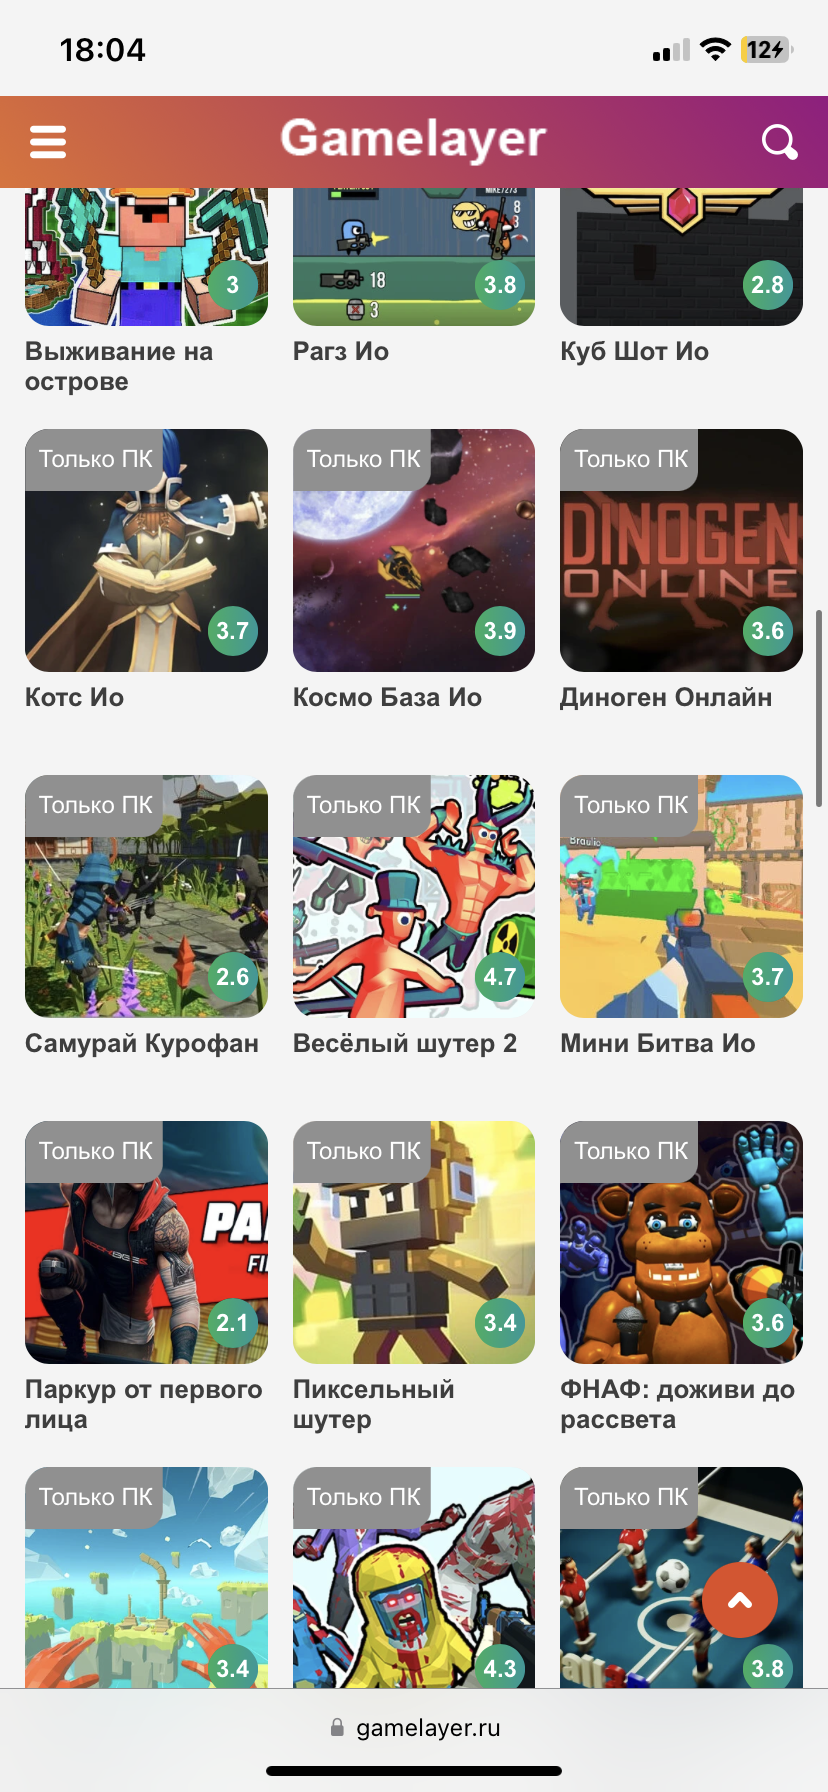 18:04
12
Gamelayer
8
18
3
3
3.8
2.8
Выживание на
острове
Рагз Ио
Куб Шот Ио
Только ПК
Только ПК
Только ПК
DINOGEN
ONLINE
3.7
3.9
3.6
Котс Ио
Космо База Ио
Диноген Онлайн
Только ПК
Только ПК
Только ПК
Braulio
2.6
4.7
3.7
Самурай Курофан
Весёлый шутер 2
Мини Битва Ио
Только ПК
Только ПК
Только ПК
PA
FI
2.1
3.4
3.6
Паркур от первого
лица
Пиксельный
шутер
ФНАФ: доживи до
рассвета
Только ПК
Только ПК
Только ПК
3.4
4.3
3.8
gamelayer.ru